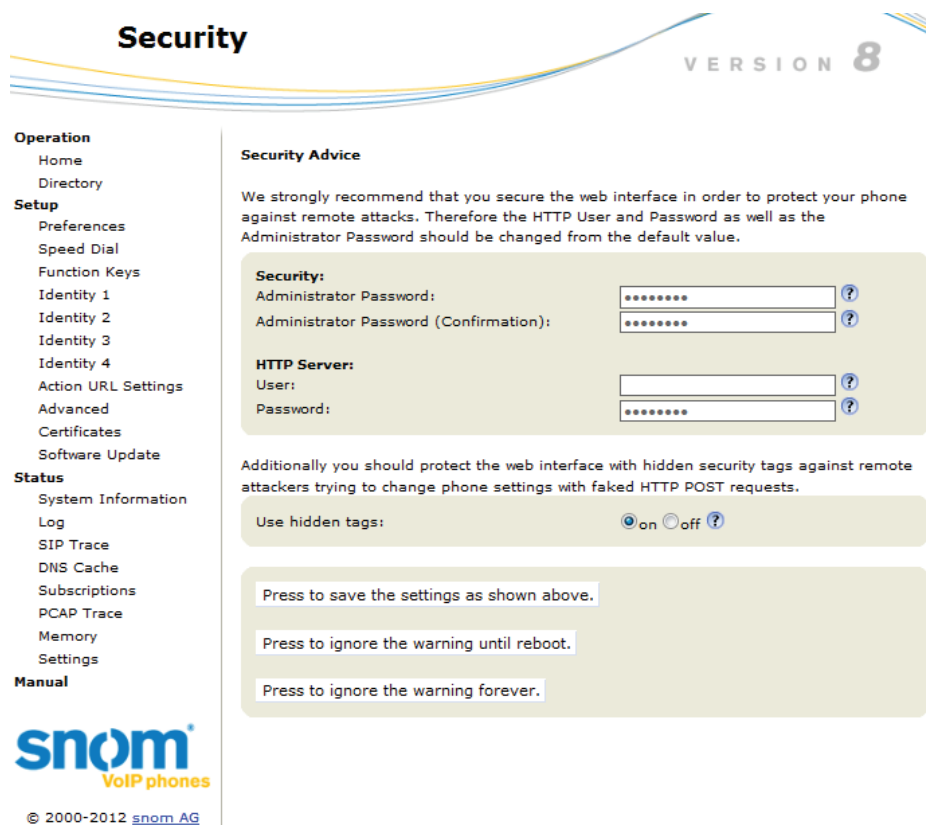 Security
VERSION 8
Operation
Home
Directory
Setup
Preferences
Speed Dial
Function Keys
Identity 1
Identity 2
Identity 3
Identity 4
Action URL Settings
Advanced
Certificates
Software Update
Status
System Information
Log
SIP Trace
DNS Cache
Subscriptions
PCAP Trace
Memory
Settings
Manual
snom
VoIP phones
© 2000-2012 snom AG
Security Advice
We strongly recommend that you secure the web interface in order to protect your phone
against remote attacks. Therefore the HTTP User and Password as well as the
Administrator Password should be changed from the default value.
Security:
Administrator Password: ●●●●●●●● ?
Administrator Password (Confirmation): ●●●●●●●● ?
HTTP Server:
User: ?
Password: ●●●●●●●● ?
Additionally you should protect the web interface with hidden security tags against remote
attackers trying to change phone settings with faked HTTP POST requests.
Use hidden tags: on off ?
Press to save the settings as shown above.
Press to ignore the warning until reboot.
Press to ignore the warning forever.